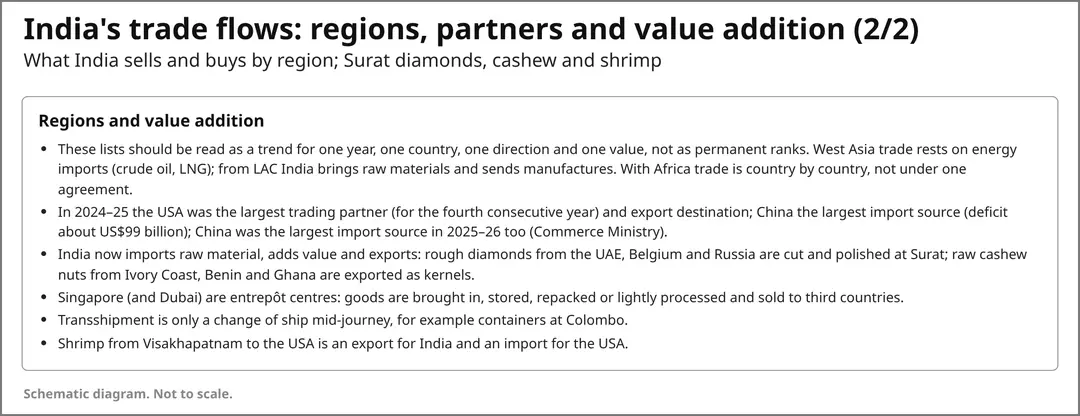 India's trade flows: regions, partners and value addition (2/2)
What India sells and buys by region; Surat diamonds, cashew and shrimp
Regions and value addition
• These lists should be read as a trend for one year, one country, one direction and one value, not as permanent ranks. West Asia trade rests on energy
imports (crude oil, LNG); from LAC India brings raw materials and sends manufactures. With Africa trade is country by country, not under one
agreement.
• In 2024–25 the USA was the largest trading partner (for the fourth consecutive year) and export destination; China the largest import source (deficit
about US$99 billion); China was the largest import source in 2025–26 too (Commerce Ministry).
• India now imports raw material, adds value and exports: rough diamonds from the UAE, Belgium and Russia are cut and polished at Surat; raw cashew
nuts from Ivory Coast, Benin and Ghana are exported as kernels.
• Singapore (and Dubai) are entrepôt centres: goods are brought in, stored, repacked or lightly processed and sold to third countries.
• Transshipment is only a change of ship mid-journey, for example containers at Colombo.
• Shrimp from Visakhapatnam to the USA is an export for India and an import for the USA.
Schematic diagram. Not to scale.